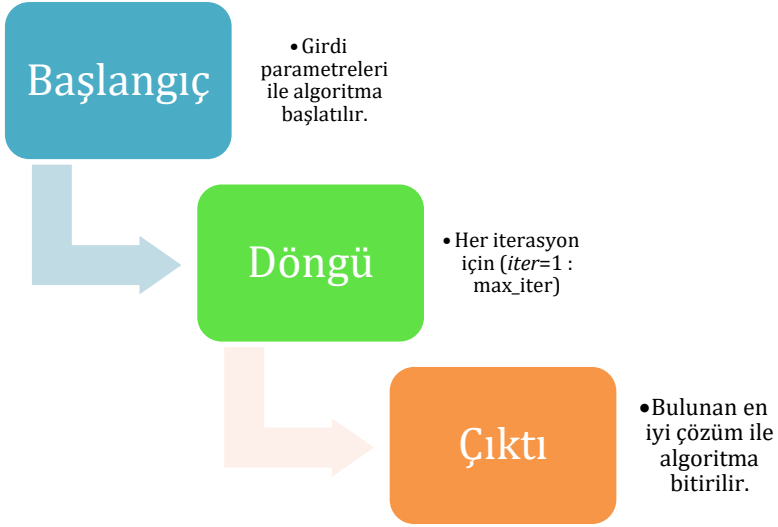 Başlangıç
• Girdi
parametreleri
ile algoritma
başlatılır.
Döngü
• Her iterasyon
için (iter=1 :
max_iter)
Çıktı
•Bulunan en
iyi çözüm ile
algoritma
bitirilir.